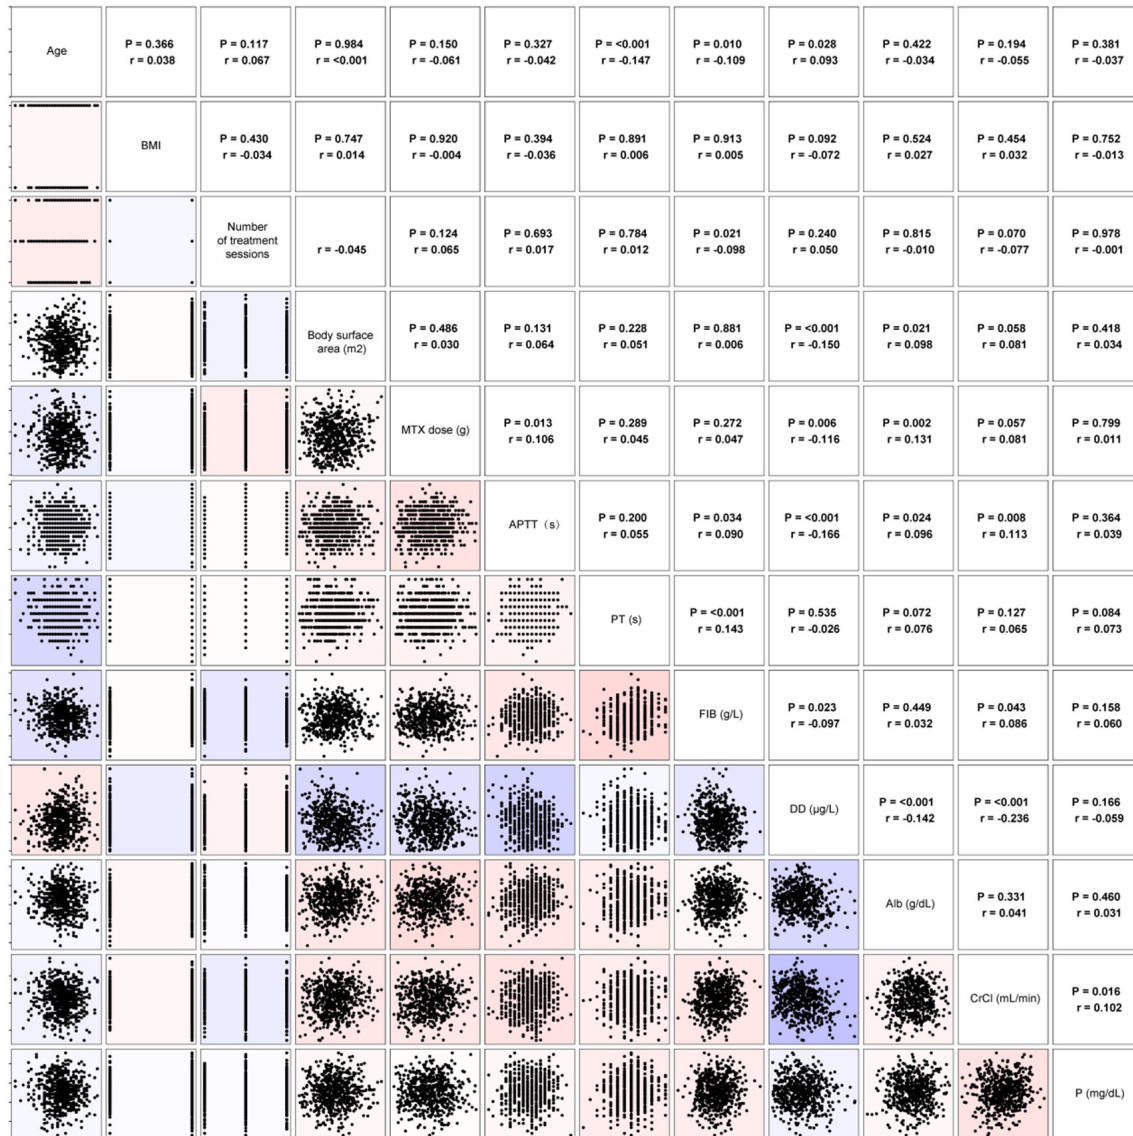 Age
P = 0.366
r = 0.038
P = 0.117
r = 0.067
P = 0.984
r = <0.001
P = 0.150
r = -0.061
P = 0.327
r = -0.042
P = <0.001
r = -0.147
P = 0.010
r = -0.109
P = 0.028
r = 0.093
P = 0.422
r = -0.034
P = 0.194
r = -0.055
P = 0.381
r = -0.037
BMI
P = 0.430
r = -0.034
P = 0.747
r = 0.014
P = 0.920
r = -0.004
P = 0.394
r = -0.036
P = 0.891
r = 0.006
P = 0.913
r = 0.005
P = 0.092
r = -0.072
P = 0.524
r = 0.027
P = 0.454
r = 0.032
P = 0.752
r = -0.013
Number
of treatment
sessions
r = -0.045
P = 0.124
r = 0.065
P = 0.693
r = 0.017
P = 0.784
r = 0.012
P = 0.021
r = -0.098
P = 0.240
r = 0.050
P = 0.815
r = -0.010
P = 0.070
r = -0.077
P = 0.978
r = -0.001
Body surface
area (m2)
P = 0.486
r = 0.030
P = 0.131
r = 0.064
P = 0.228
r = 0.051
P = 0.881
r = 0.006
P = <0.001
r = -0.150
P = 0.021
r = 0.098
P = 0.058
r = 0.081
P = 0.418
r = 0.034
MTX dose (g)
P = 0.013
r = 0.106
P = 0.289
r = 0.045
P = 0.272
r = 0.047
P = 0.006
r = -0.116
P = 0.002
r = 0.131
P = 0.057
r = 0.081
P = 0.799
r = 0.011
APTT（s）
P = 0.200
r = 0.055
P = 0.034
r = 0.090
P = <0.001
r = -0.166
P = 0.024
r = 0.096
P = 0.008
r = 0.113
P = 0.364
r = 0.039
PT (s)
P = <0.001
r = 0.143
P = 0.535
r = -0.026
P = 0.072
r = 0.076
P = 0.127
r = 0.065
P = 0.084
r = 0.073
FIB (g/L)
P = 0.023
r = -0.097
P = 0.449
r = 0.032
P = 0.043
r = 0.086
P = 0.158
r = 0.060
DD (μg/L)
P = <0.001
r = -0.142
P = <0.001
r = -0.236
P = 0.166
r = -0.059
Alb (g/dL)
P = 0.331
r = 0.041
P = 0.460
r = 0.031
CrCl (mL/min)
P = 0.016
r = 0.102
P (mg/dL)